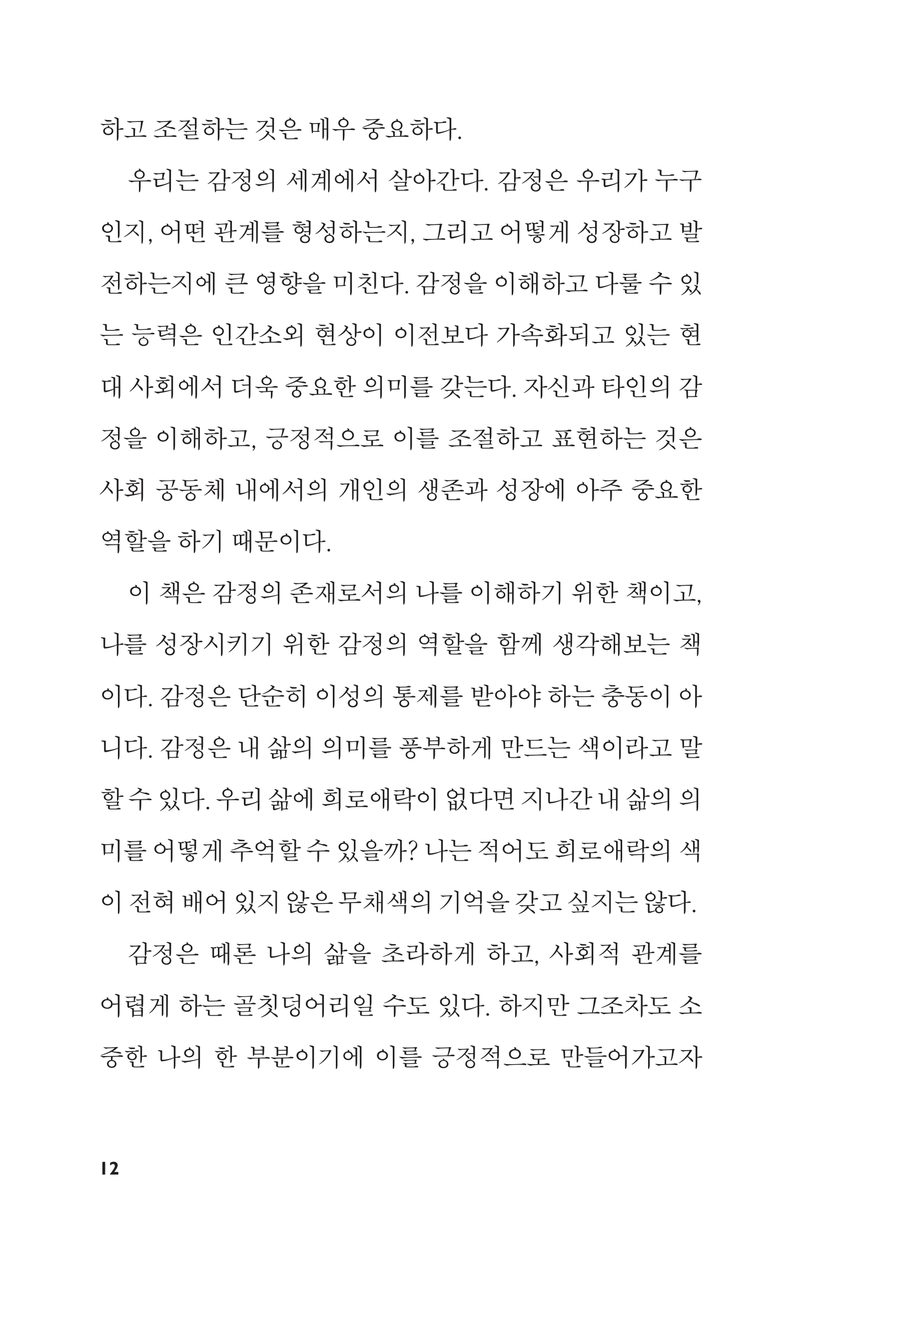 하고 조절하는 것은 매우 중요하다.
우리는 감정의 세계에서 살아간다. 감정은 우리가 누구
인지, 어떤 관계를 형성하는지, 그리고 어떻게 성장하고 발
전하는지에 큰 영향을 미친다. 감정을 이해하고 다룰 수 있
는 능력은 인간소외 현상이 이전보다 가속화되고 있는 현
대 사회에서 더욱 중요한 의미를 갖는다. 자신과 타인의 감
정을 이해하고, 긍정적으로 이를 조절하고 표현하는 것은
사회 공동체 내에서의 개인의 생존과 성장에 아주 중요한
역할을 하기 때문이다.
이 책은 감정의 존재로서의 나를 이해하기 위한 책이고,
나를 성장시키기 위한 감정의 역할을 함께 생각해보는 책
이다. 감정은 단순히 이성의 통제를 받아야 하는 충동이 아
니다. 감정은 내 삶의 의미를 풍부하게 만드는 색이라고 말
할 수 있다. 우리 삶에 희로애락이 없다면 지나간 내 삶의 의
미를 어떻게 추억할 수 있을까? 나는 적어도 희로애락의 색
이 전혀 배어 있지 않은 무채색의 기억을 갖고 싶지는 않다.
감정은 때론 나의 삶을 초라하게 하고, 사회적 관계를
어렵게 하는 골칫덩어리일 수도 있다. 하지만 그조차도 소
중한 나의 한 부분이기에 이를 긍정적으로 만들어가고자
12